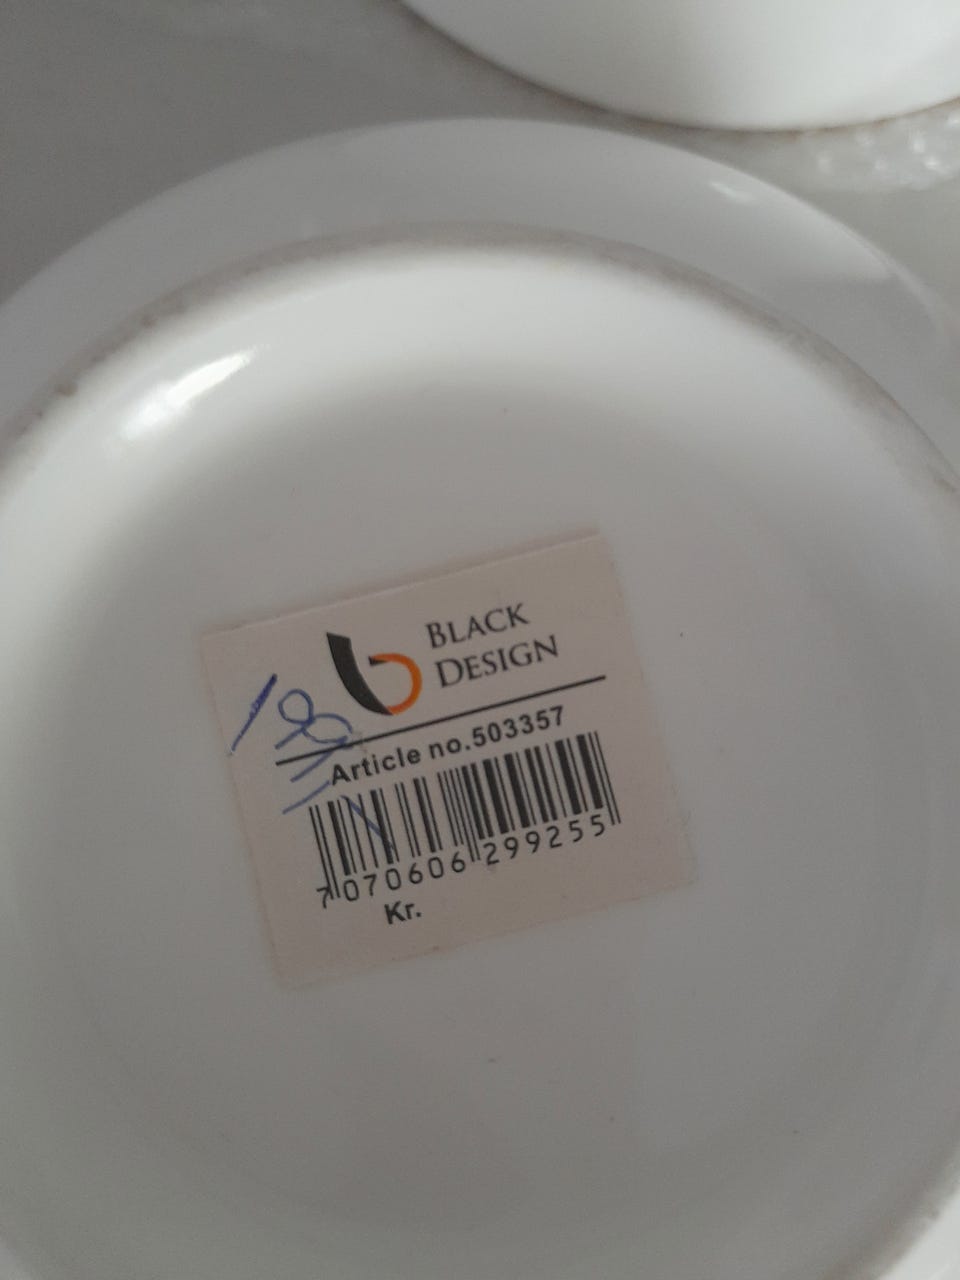 BLACK
DESIGN
Article no.503357
7070606299255
Kr.